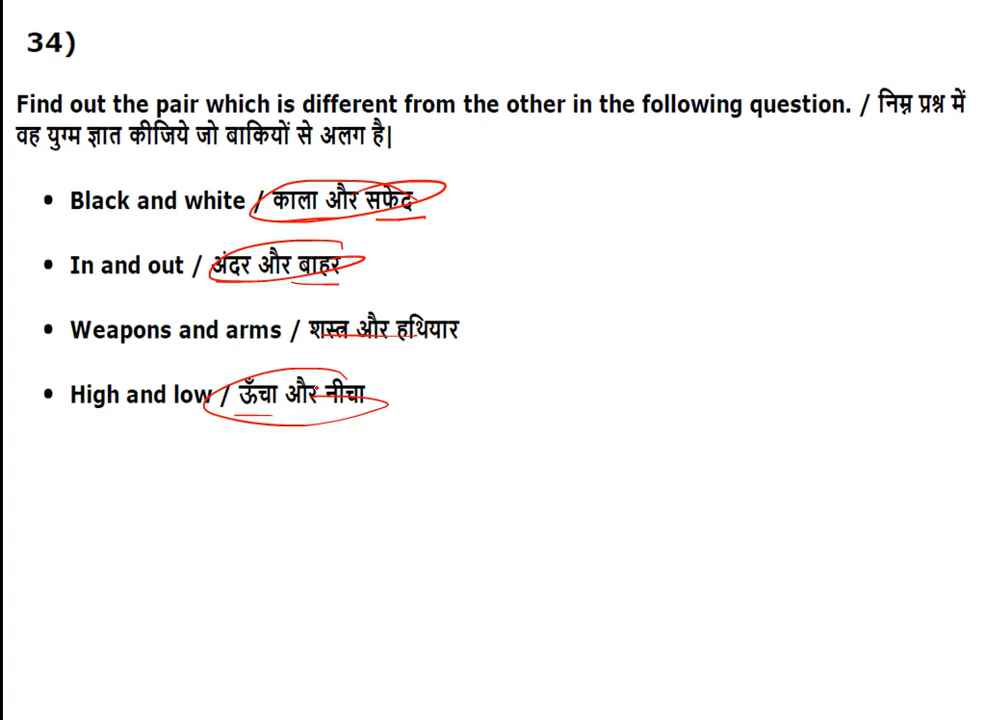 34)
Find out the pair which is different from the other in the following question. / निम्न प्रश्न में
वह युग्म ज्ञात कीजिये जो बाकियों से अलग है|
• Black and white / काला और सफेद
• In and out / अंदर और बाहर
• Weapons and arms / शस्त्र और हथियार
• High and low / ऊँचा और नीचा